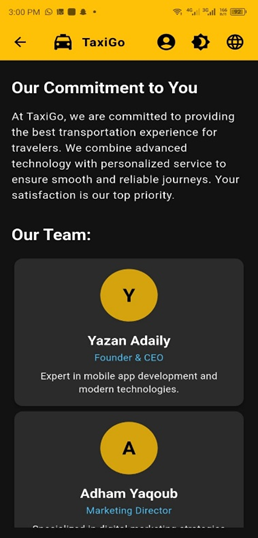 3:00 PM
TaxiGo
Our Commitment to You
At TaxiGo, we are committed to providing
the best transportation experience for
travelers. We combine advanced
technology with personalized service to
ensure smooth and reliable journeys. Your
satisfaction is our top priority.
Our Team:
Y
Yazan Adaily
Founder & CEO
Expert in mobile app development and
modern technologies.
A
Adham Yaqoub
Marketing Director
Specialized in digital marketing strategies